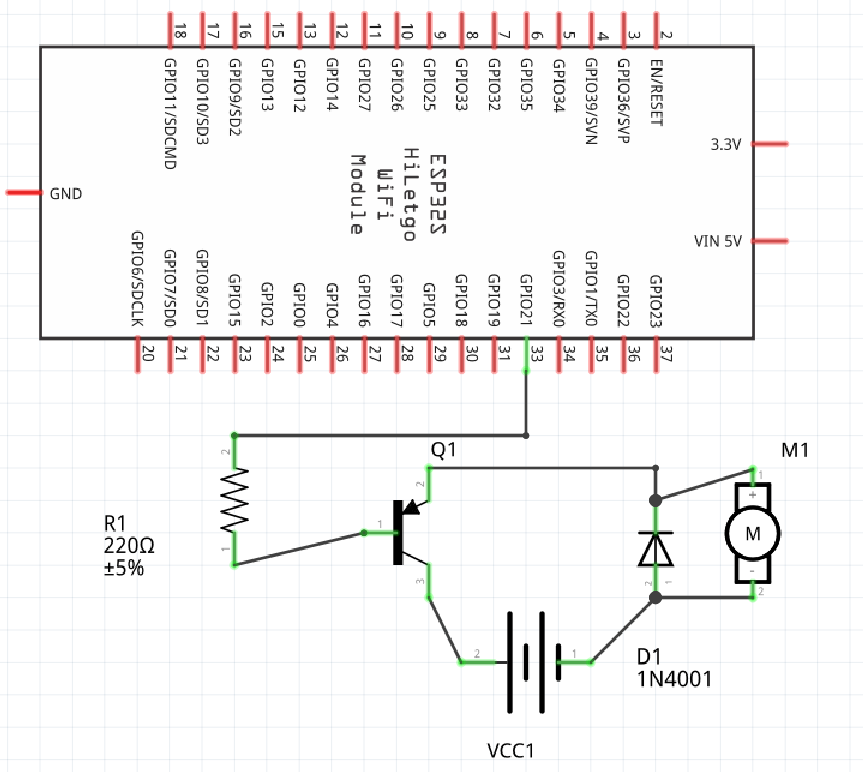 18 17 16 15 13 12 11 10 9 8 7 6 5 4 3 2
GPIO11/SDCMD
GPIO10/SD3
GPIO9/SD2
GPIO13
GPIO12
GPIO14
GPIO27
GPIO26
GPIO25
GPIO33
GPIO32
GPIO35
GPIO34
GPIO39/SVN
GPIO36/SVP
EN/RESET
3.3V
GND
ESP32S
HiLetgo
WiFi
Module
VIN 5V
GPIO6/SDCLK
GPIO7/SD0
GPIO8/SD1
GPIO15
GPIO2
GPIO0
GPIO4
GPIO16
GPIO17
GPIO5
GPIO18
GPIO19
GPIO21
GPIO3/RX0
GPIO1/TX0
GPIO22
GPIO23
20 21 22 23 24 25 26 27 28 29 30 31 33 34 35 36 37
Q1
M1
2
2
1
+
R1
220Ω
±5%
1
M
1
3
-
2
1
2
2
1
D1
1N4001
VCC1